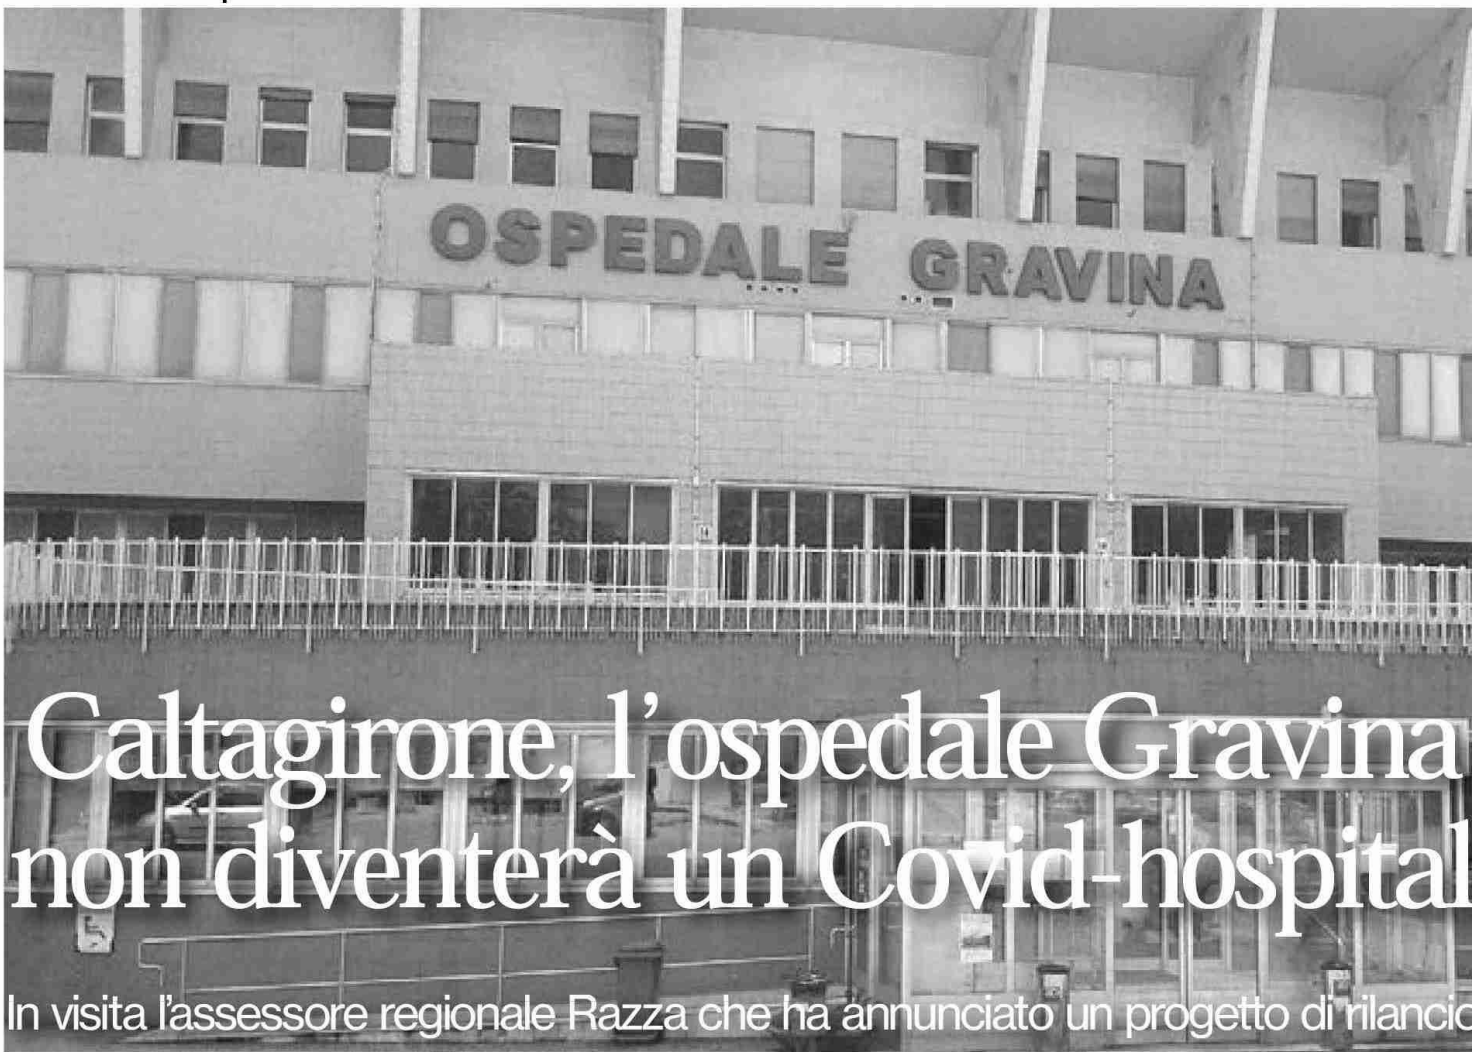 OSPEDALE GRAVINA
Caltagirone, l’ospedale Gravina
non diventerà un Covid-hospital
In visita l’assessore regionale Razza che ha annunciato un progetto di rilancio